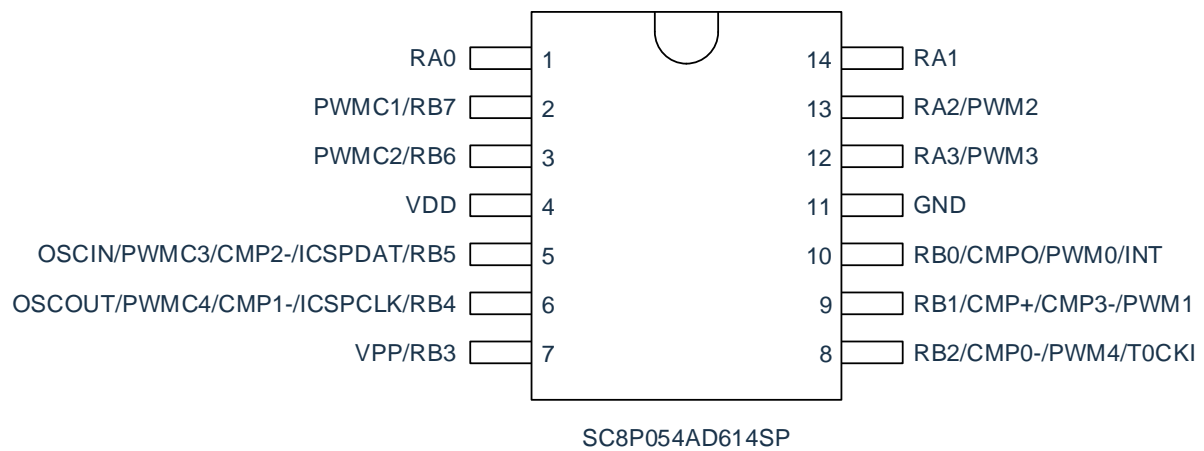 RA0 1 14 RA1
PWMC1/RB7 2 13 RA2/PWM2
PWMC2/RB6 3 12 RA3/PWM3
VDD 4 11 GND
OSCIN/PWMC3/CMP2-/ICSPDAT/RB5 5 10 RB0/CMPO/PWM0/INT
OSCOUT/PWMC4/CMP1-/ICSPCLK/RB4 6 9 RB1/CMP+/CMP3-/PWM1
VPP/RB3 7 8 RB2/CMP0-/PWM4/T0CKI
SC8P054AD614SP